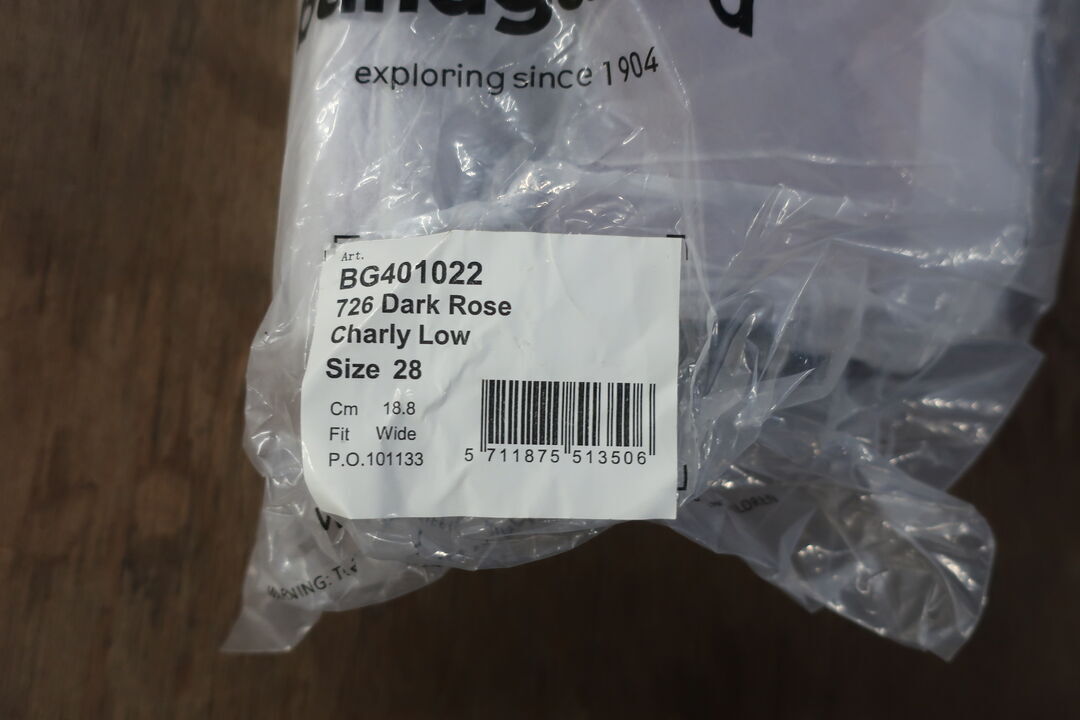 exploring since 1904
Art.
BG401022
726 Dark Rose
Charly Low
Size 28
Cm 18.8
Fit Wide
P.O.101133
5 711875 513506
WARNING: